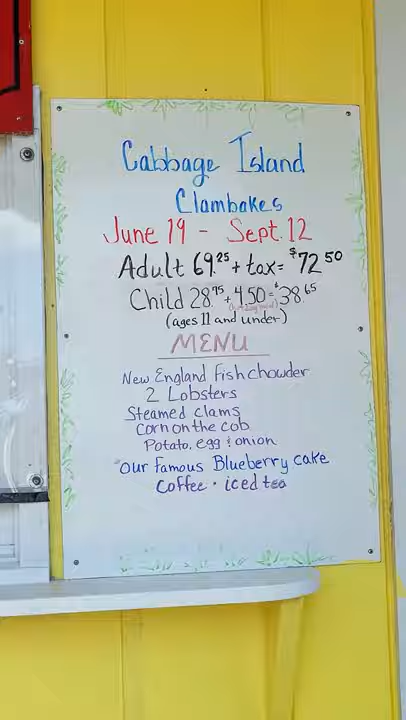 Cabbage Island
Clambakes
June 19 - Sept. 12
Adult 69.25 + tax = $72 50
Child 28.95 + 4.50 = $38.65
(ages 11 and under)
MENU
New England Fish chowder
2 Lobsters
Steamed clams
Corn on the cob
Potato, egg & onion
Our Famous Blueberry cake
Coffee · iced tea